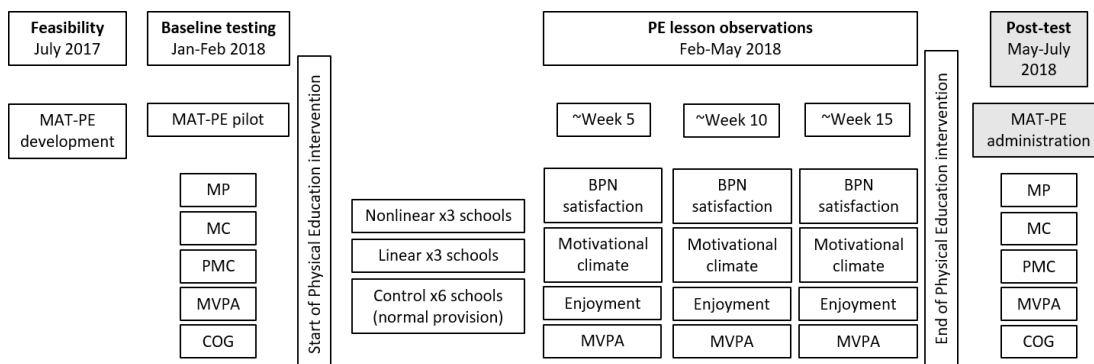 Feasibility
July 2017
MAT-PE
development
Baseline testing
Jan-Feb 2018
MAT-PE pilot
MP
MC
PMC
MVPA
COG
Start of Physical Education intervention
Nonlinear x3 schools
Linear x3 schools
Control x6 schools
(normal provision)
PE lesson observations
Feb-May 2018
~Week 5
BPN
satisfaction
Motivational
climate
Enjoyment
MVPA
~Week 10
BPN
satisfaction
Motivational
climate
Enjoyment
MVPA
~Week 15
BPN
satisfaction
Motivational
climate
Enjoyment
MVPA
End of Physical Education intervention
Post-test
May-July
2018
MAT-PE
administration
MP
MC
PMC
MVPA
COG